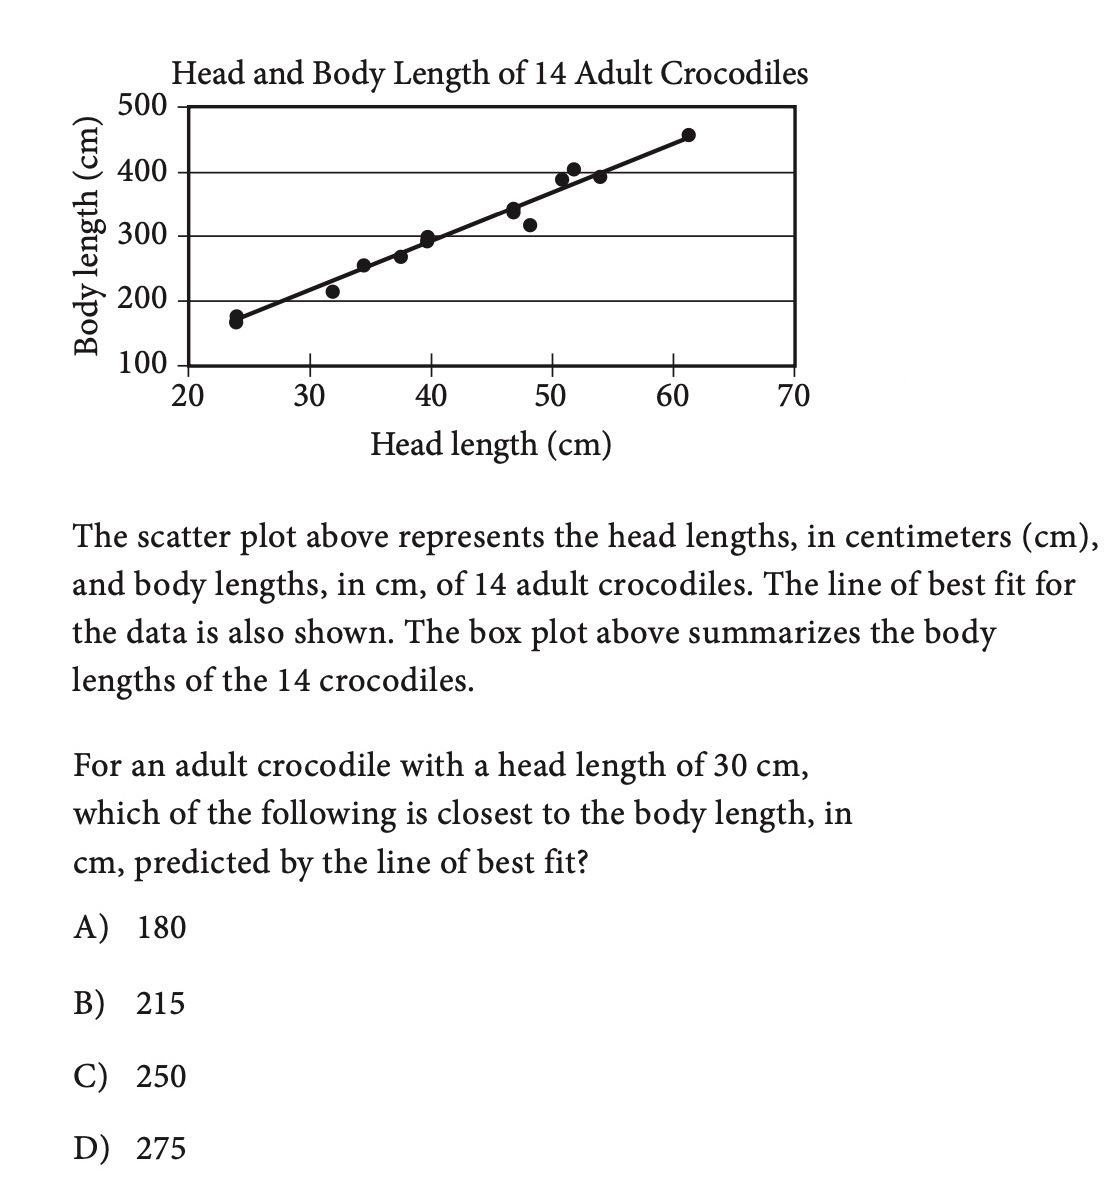 Head and Body Length of 14 Adult Crocodiles
Body length (cm)
500
400
300
200
100
20 30 40 50 60 70
Head length (cm)
The scatter plot above represents the head lengths, in centimeters (cm),
and body lengths, in cm, of 14 adult crocodiles. The line of best fit for
the data is also shown. The box plot above summarizes the body
lengths of the 14 crocodiles.
For an adult crocodile with a head length of 30 cm,
which of the following is closest to the body length, in
cm, predicted by the line of best fit?
A) 180
B) 215
C) 250
D) 275